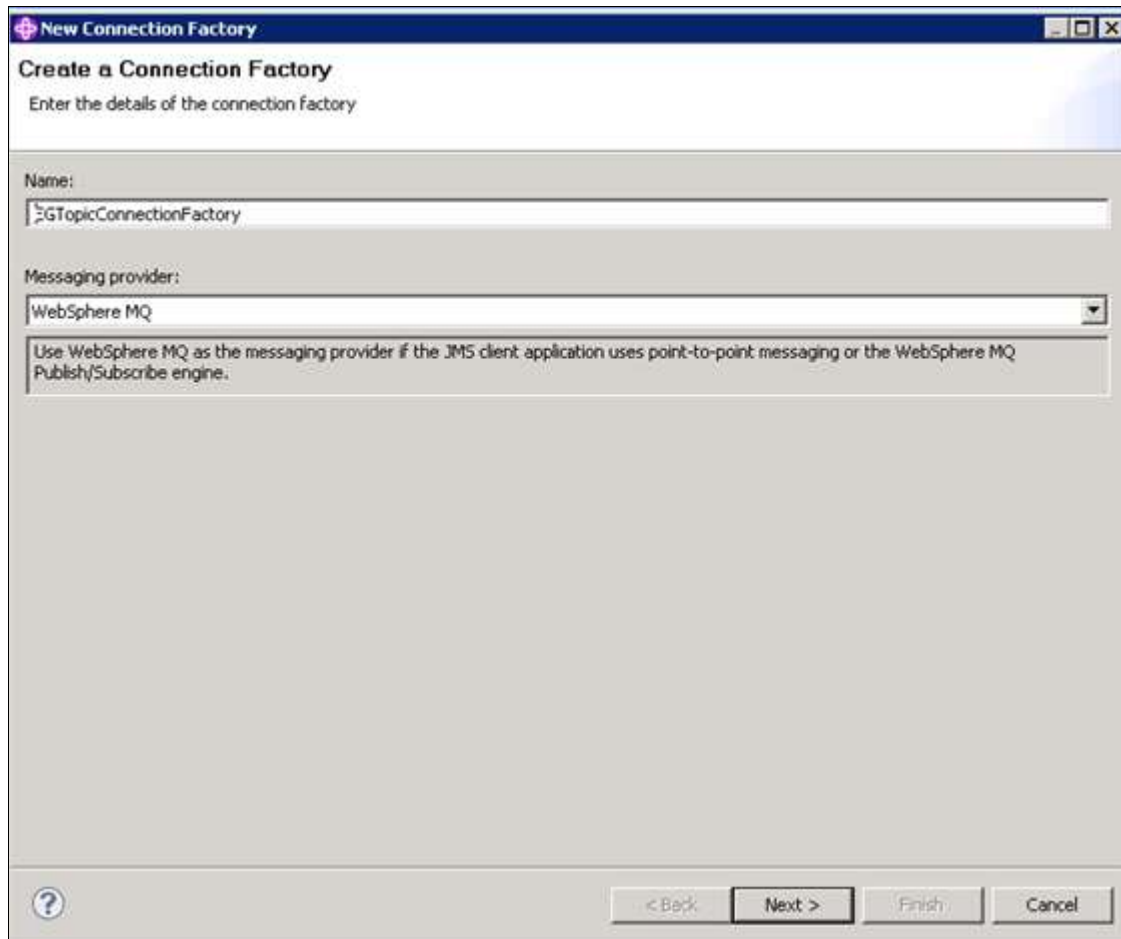 New Connection Factory
Create a Connection Factory
Enter the details of the connection factory
Name:
EGTopicConnectionFactory
Messaging provider:
WebSphere MQ
Use WebSphere MQ as the messaging provider if the JMS client application uses point-to-point messaging or the WebSphere MQ
Publish/Subscribe engine.
?
< Back
Next >
Finish
Cancel